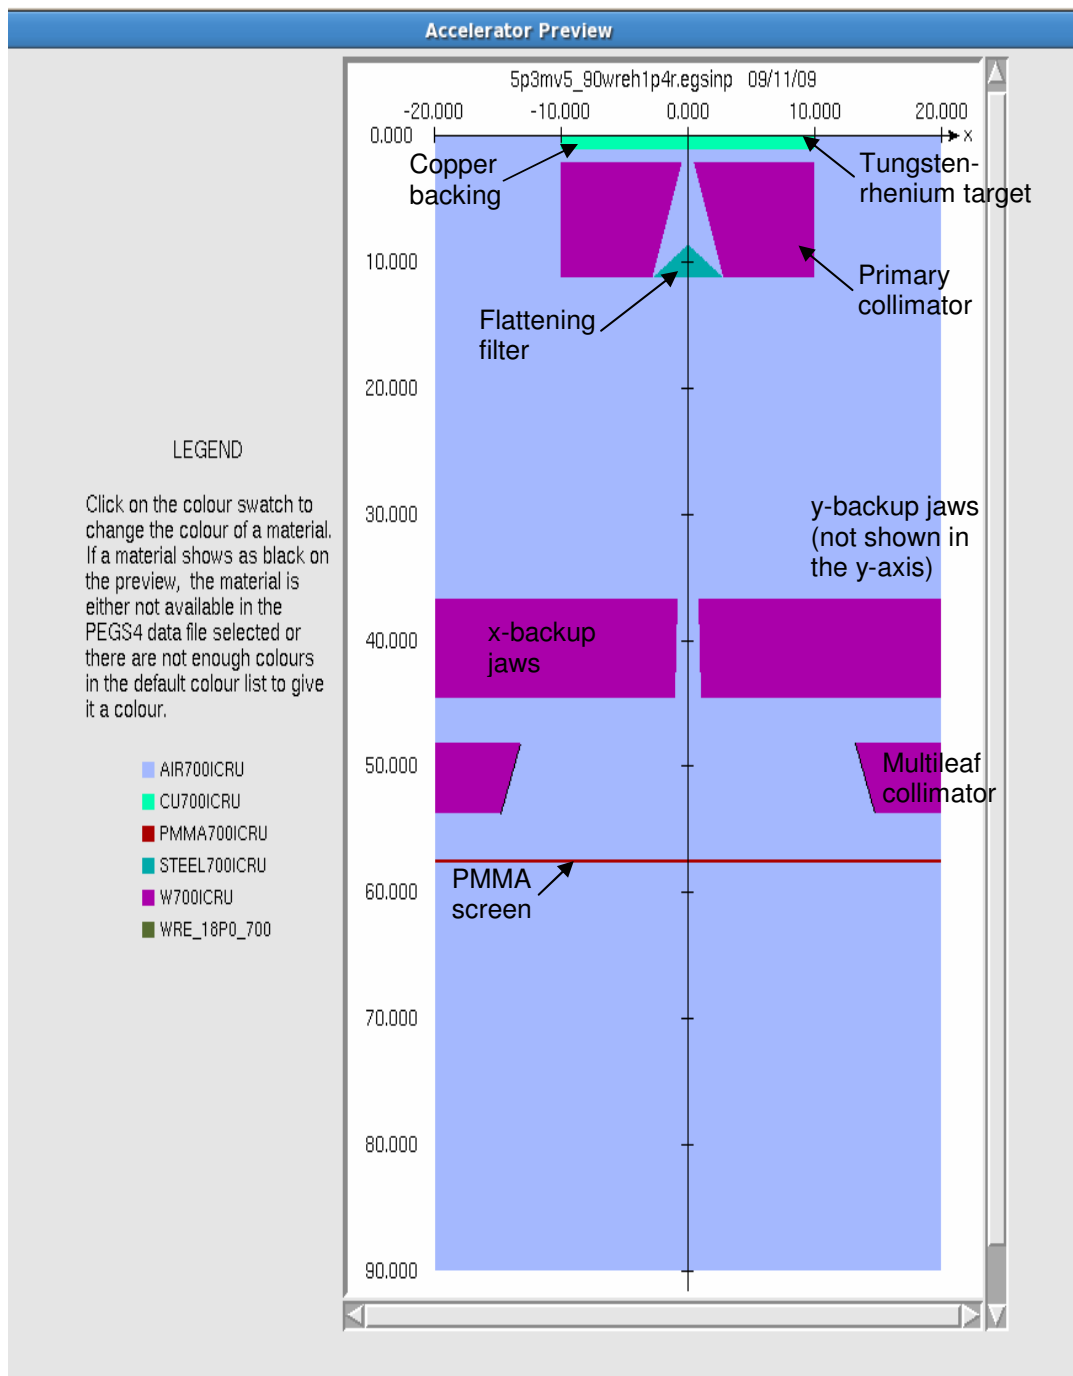 Accelerator Preview
5p3mv5_90wreh1p4r.egsinp 09/11/09
-20.000 -10.000 0.000 10.000 20.000
0.000
x
Copper
backing
Tungsten-
rhenium target
10.000
Primary
collimator
Flattening
filter
20.000
LEGEND
Click on the colour swatch to
change the colour of a material.
If a material shows as black on
the preview, the material is
either not available in the
PEGS4 data file selected or
there are not enough colours
in the default colour list to give
it a colour.
AIR700ICRU
CU700ICRU
PMMA700ICRU
STEEL700ICRU
W700ICRU
WRE_18P0_700
30.000
y-backup jaws
(not shown in
the y-axis)
40.000
x-backup
jaws
50.000
Multileaf
collimator
60.000
PMMA
screen
70.000
80.000
90.000